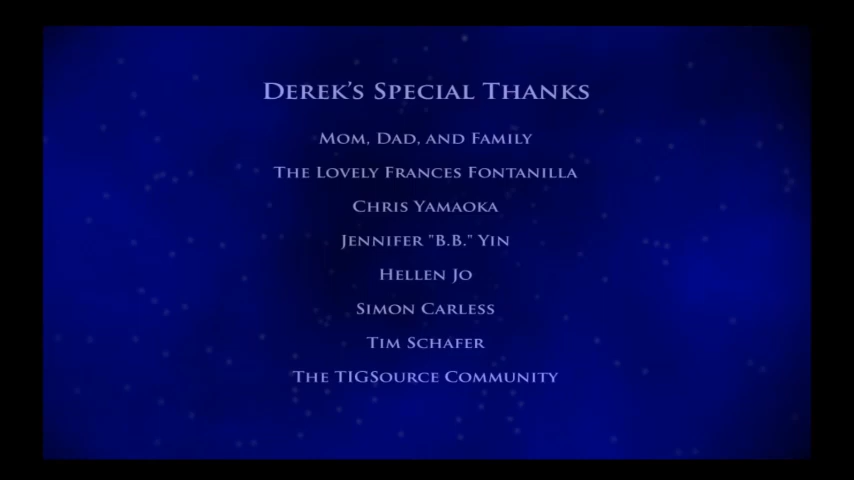 Derek's Special Thanks
Mom, Dad, and Family
The Lovely Frances Fontanilla
Chris Yamaoka
Jennifer "B.B." Yin
Hellen Jo
Simon Carless
Tim Schafer
The TIGSource Community